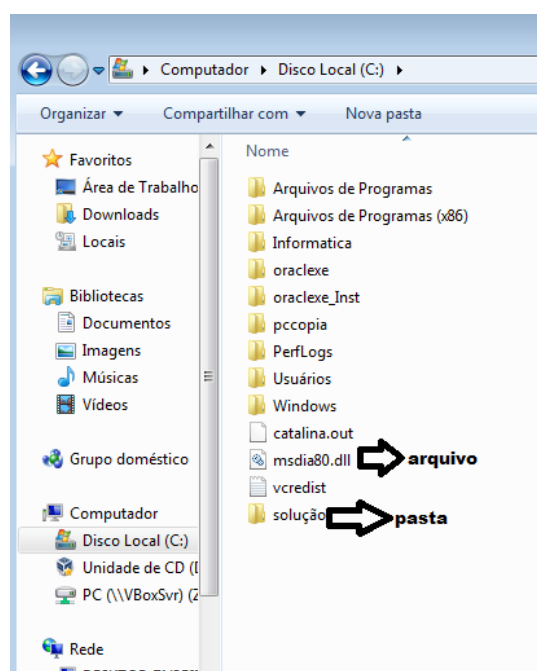 Computador Disco Local (C:)
Organizar Compartilhar com Nova pasta
Favoritos
Área de Trabalho
Downloads
Locais
Bibliotecas
Documentos
Imagens
Músicas
Vídeos
Grupo doméstico
Computador
Disco Local (C:)
Unidade de CD (
PC (\\VBoxSvr) (Z
Rede
Nome
Arquivos de Programas
Arquivos de Programas (x86)
Informatica
oraclexe
oraclexe_Inst
pccopia
PerfLogs
Usuários
Windows
catalina.out
msdia80.dll arquivo
vcredist
solução pasta